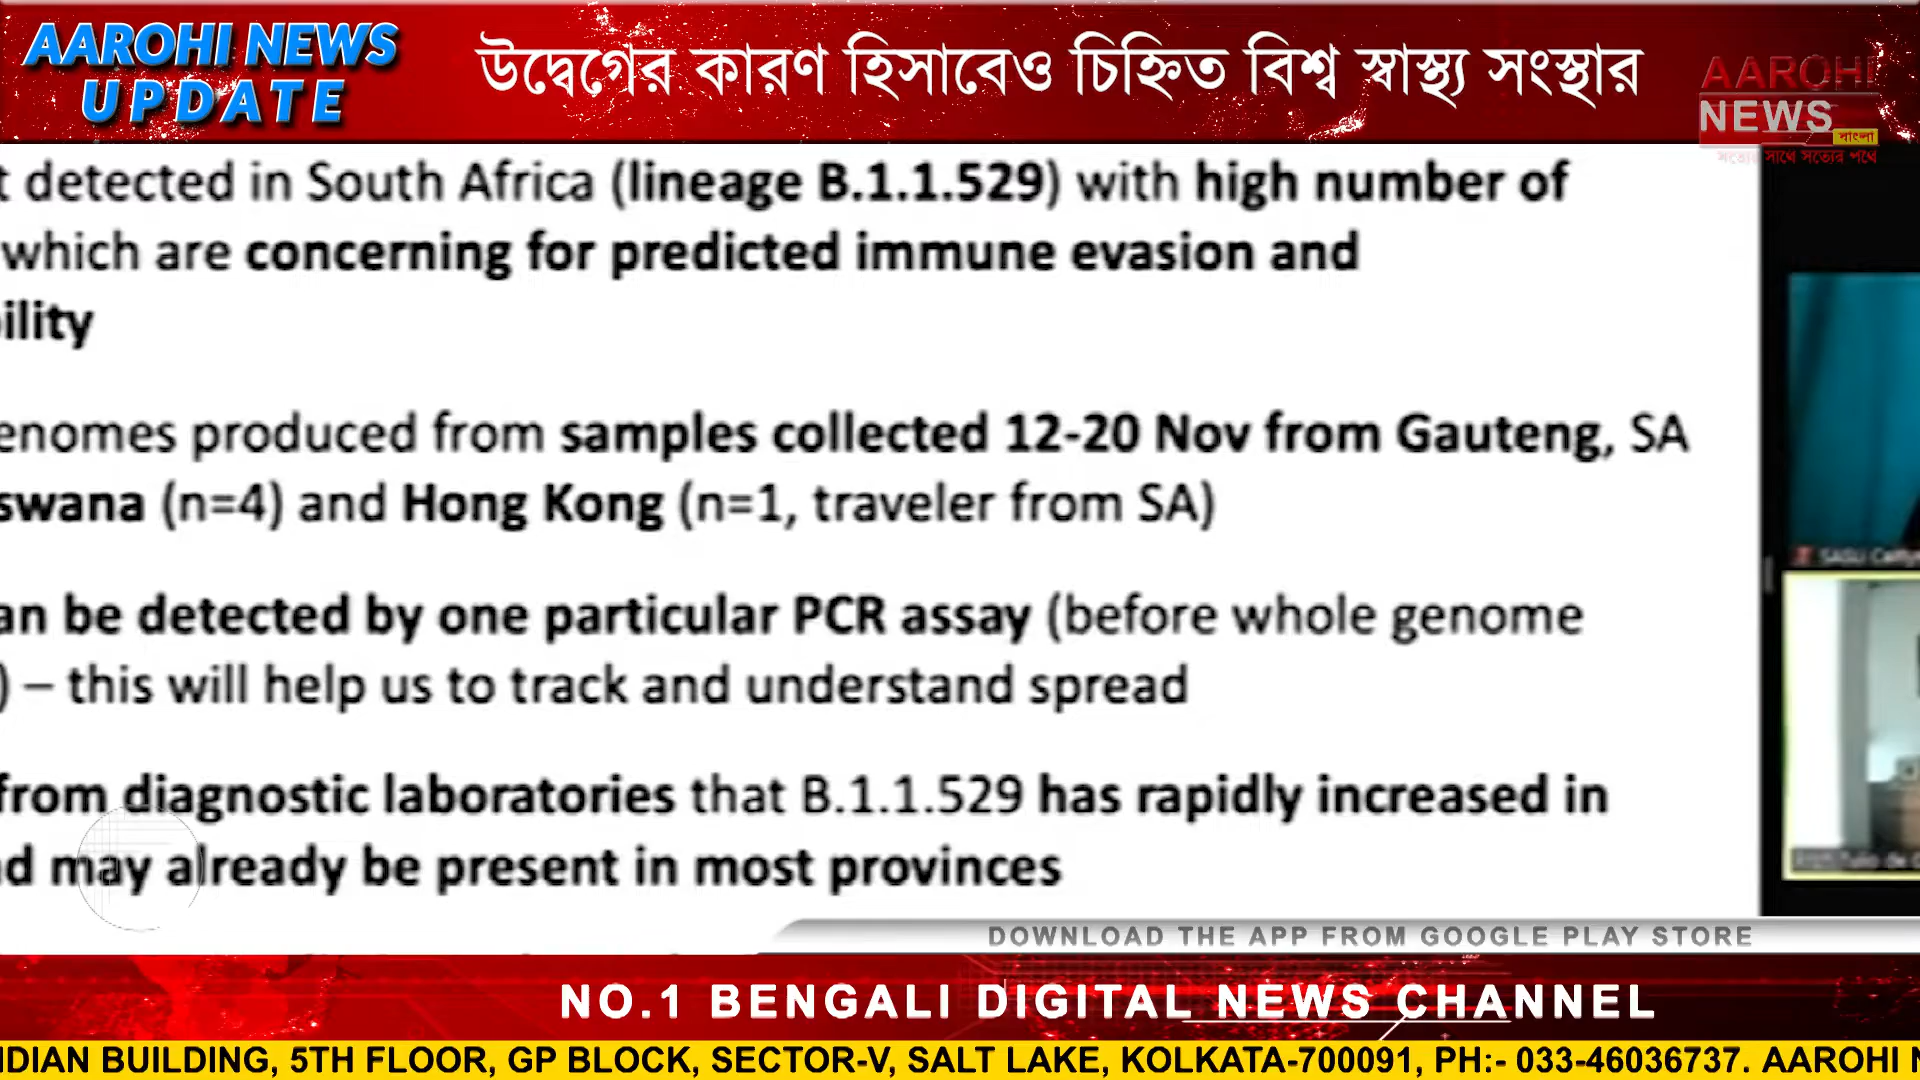 AAROHI NEWS
UPDATE
উদ্বেগের কারণ হিসাবেও চিহ্নিত বিশ্ব স্বাস্থ্য সংস্থার
AAROHI
NEWS
বাংলা
সত্যের সাথে সত্যের পথে
t detected in South Africa (lineage B.1.1.529) with high number of
which are concerning for predicted immune evasion and
ility
enomes produced from samples collected 12-20 Nov from Gauteng, SA
swana (n=4) and Hong Kong (n=1, traveler from SA)
an be detected by one particular PCR assay (before whole genome
) – this will help us to track and understand spread
from diagnostic laboratories that B.1.1.529 has rapidly increased in
d may already be present in most provinces
DOWNLOAD THE APP FROM GOOGLE PLAY STORE
NO.1 BENGALI DIGITAL NEWS CHANNEL
NDIAN BUILDING, 5TH FLOOR, GP BLOCK, SECTOR-V, SALT LAKE, KOLKATA-700091, PH:- 033-46036737. AAROHI N